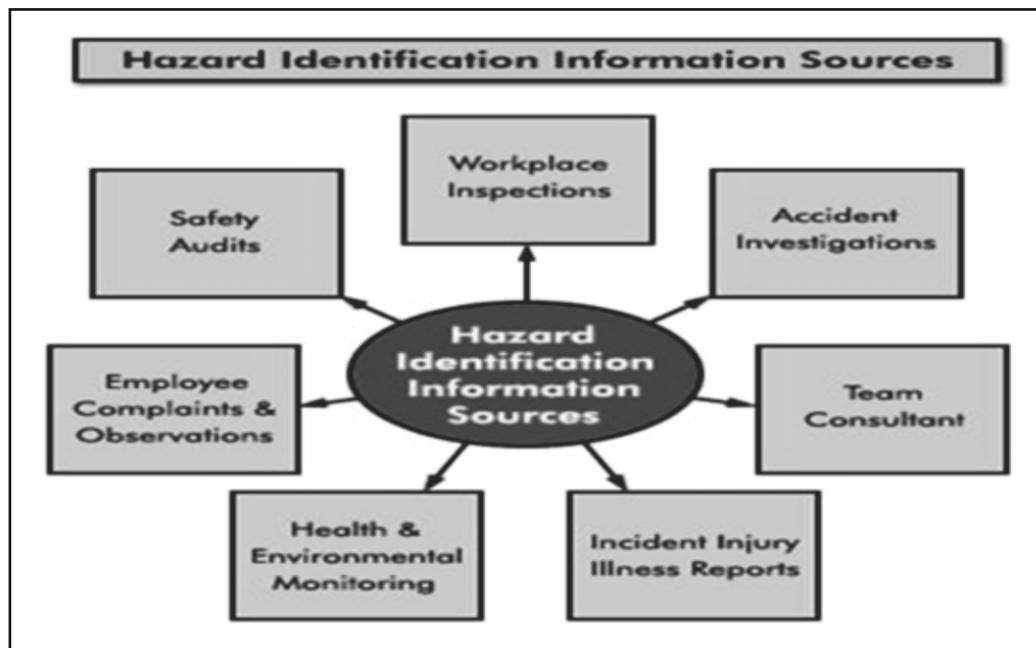 Hazard Identification Information Sources
Workplace
Inspections
Safety
Audits
Accident
Investigations
Hazard
Identification
Information
Sources
Employee
Complaints &
Observations
Team
Consultant
Health &
Environmental
Monitoring
Incident Injury
Illness Reports